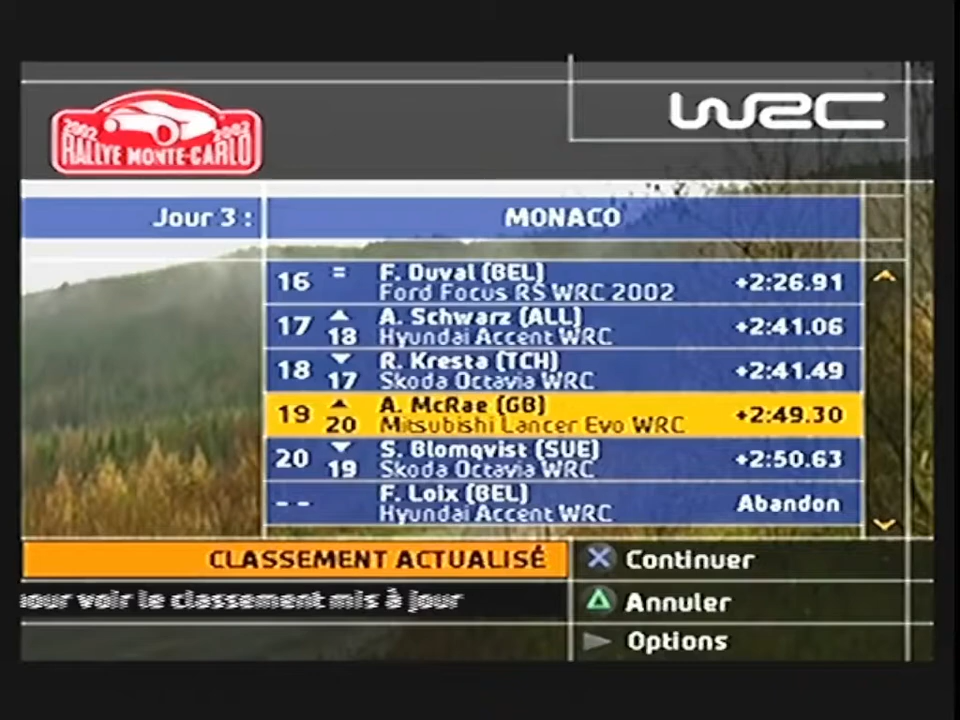 2002 2002
RALLYE MONTE-CARLO
WRC
Jour 3 :
MONACO
16 = F. Duval (BEL) +2:26.91
Ford Focus RS WRC 2002
17 A. Schwarz (ALL) +2:41.06
18 Hyundai Accent WRC
18 R. Kresta (TCH) +2:41.49
17 Skoda Octavia WRC
19 A. McRae (GB) +2:49.30
20 Mitsubishi Lancer Evo WRC
20 S. Blomqvist (SUE) +2:50.63
19 Skoda Octavia WRC
-- F. Loix (BEL) Abandon
Hyundai Accent WRC
CLASSEMENT ACTUALISÉ
Continuer
voir le classement mis à jour
Annuler
Options